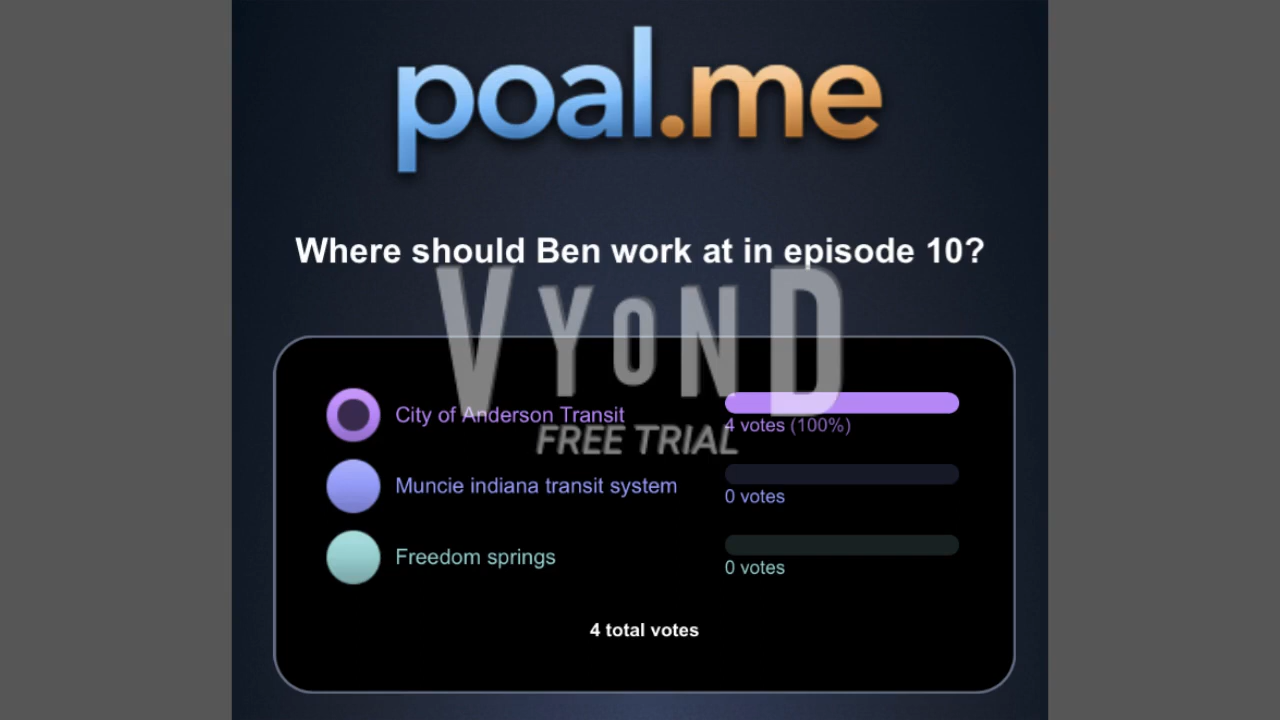 poal.me
Where should Ben work at in episode 10?
VYOND
FREE TRIAL
City of Anderson Transit
4 votes (100%)
Muncie indiana transit system
0 votes
Freedom springs
0 votes
4 total votes